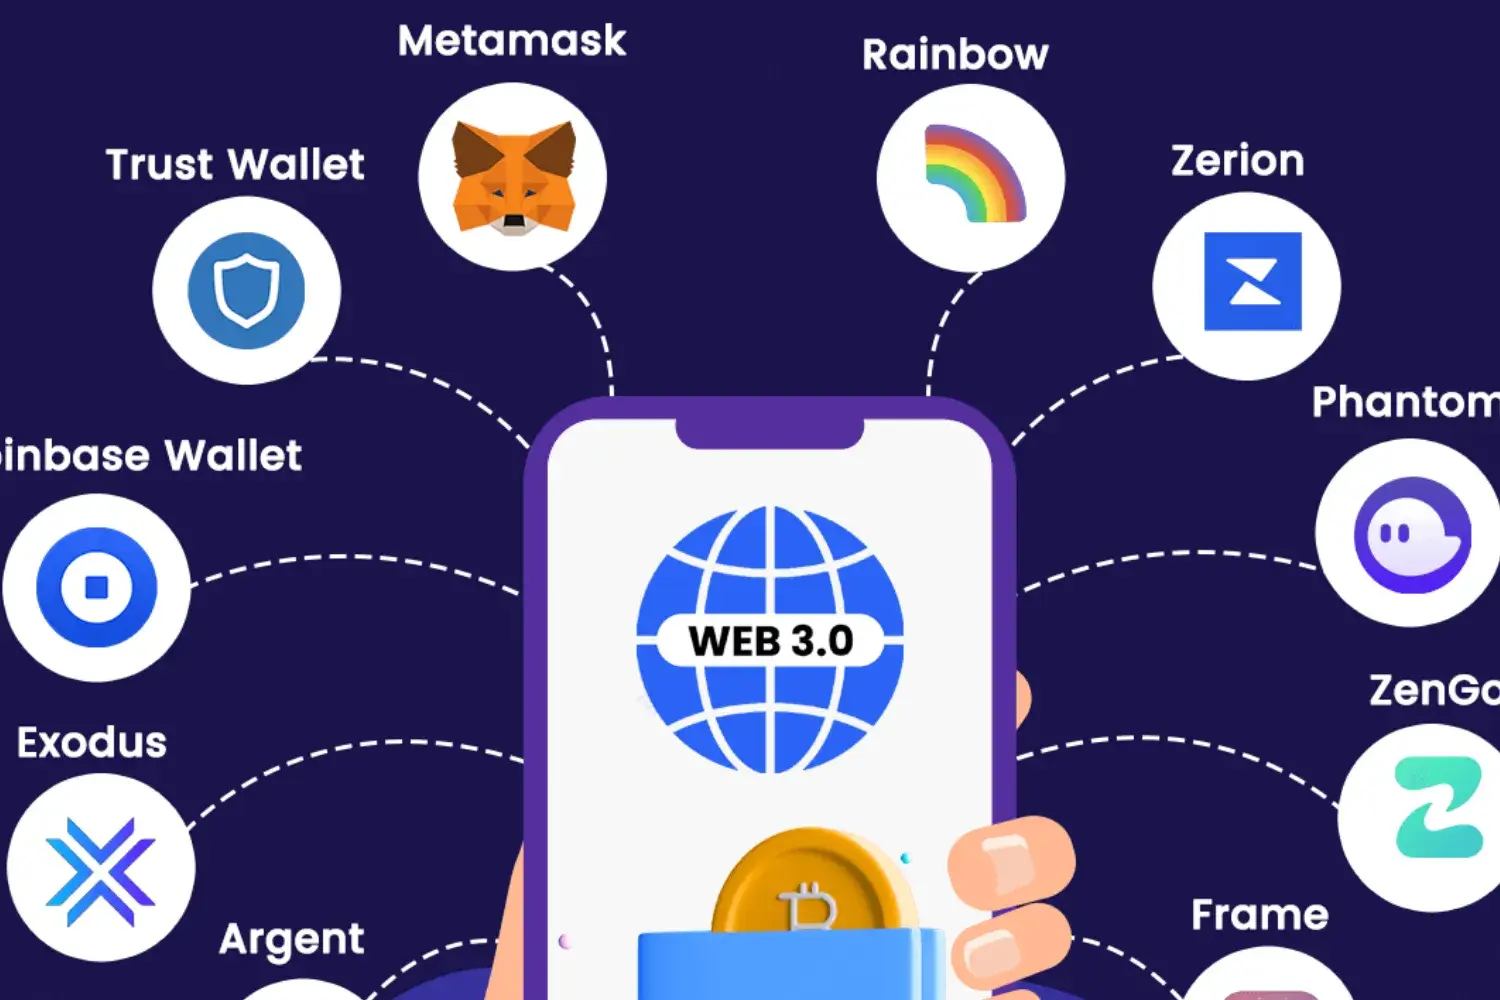 Metamask
Rainbow
Trust Wallet
Zerion
Phantom
inbase Wallet
WEB 3.0
ZenGo
Exodus
Frame
Argent